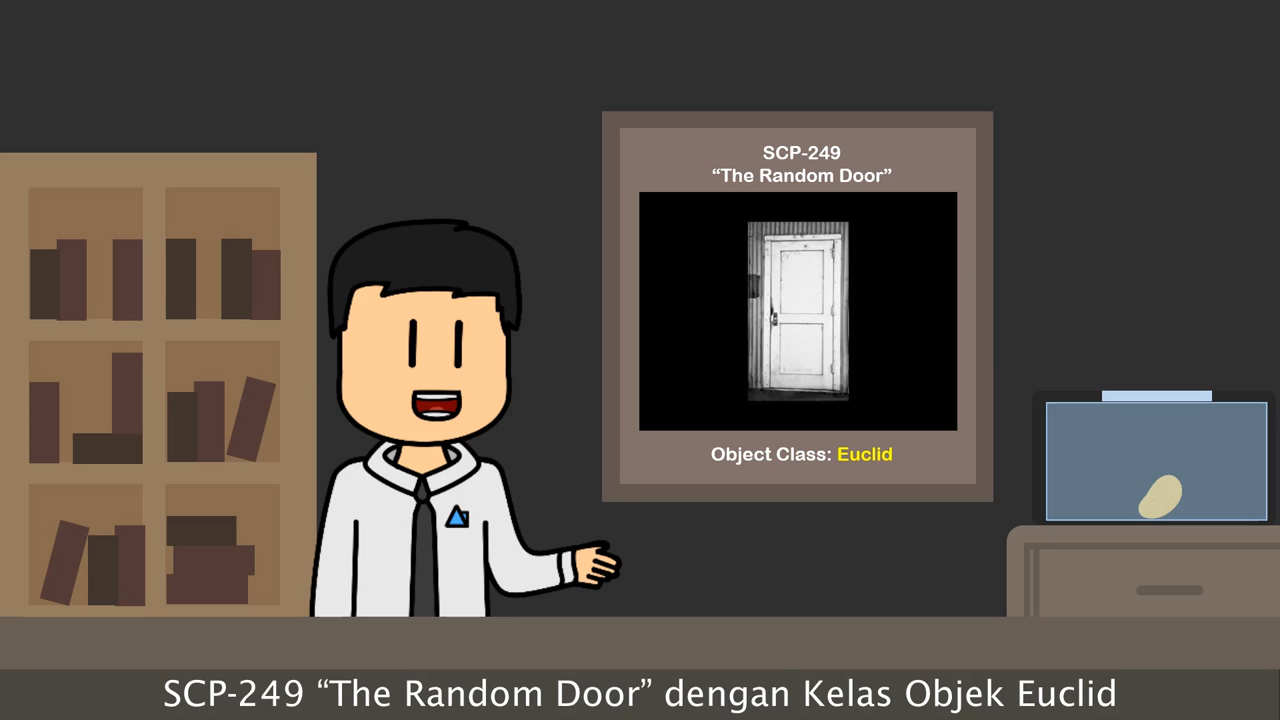 SCP-249
“The Random Door”
Object Class: Euclid
SCP-249 “The Random Door” dengan Kelas Objek Euclid